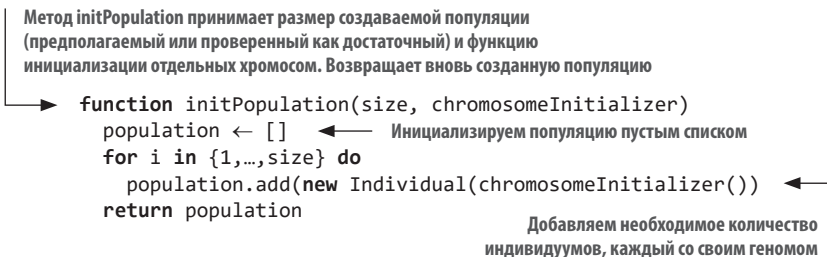 Метод initPopulation принимает размер создаваемой популяции
(предполагаемый или проверенный как достаточный) и функцию
инициализации отдельных хромосом. Возвращает вновь созданную популяцию
function initPopulation(size, chromosomeInitializer)
population ← [] Инициализируем популяцию пустым списком
for i in {1,…,size} do
population.add(new Individual(chromosomeInitializer())
return population
Добавляем необходимое количество
индивидуумов, каждый со своим геномом